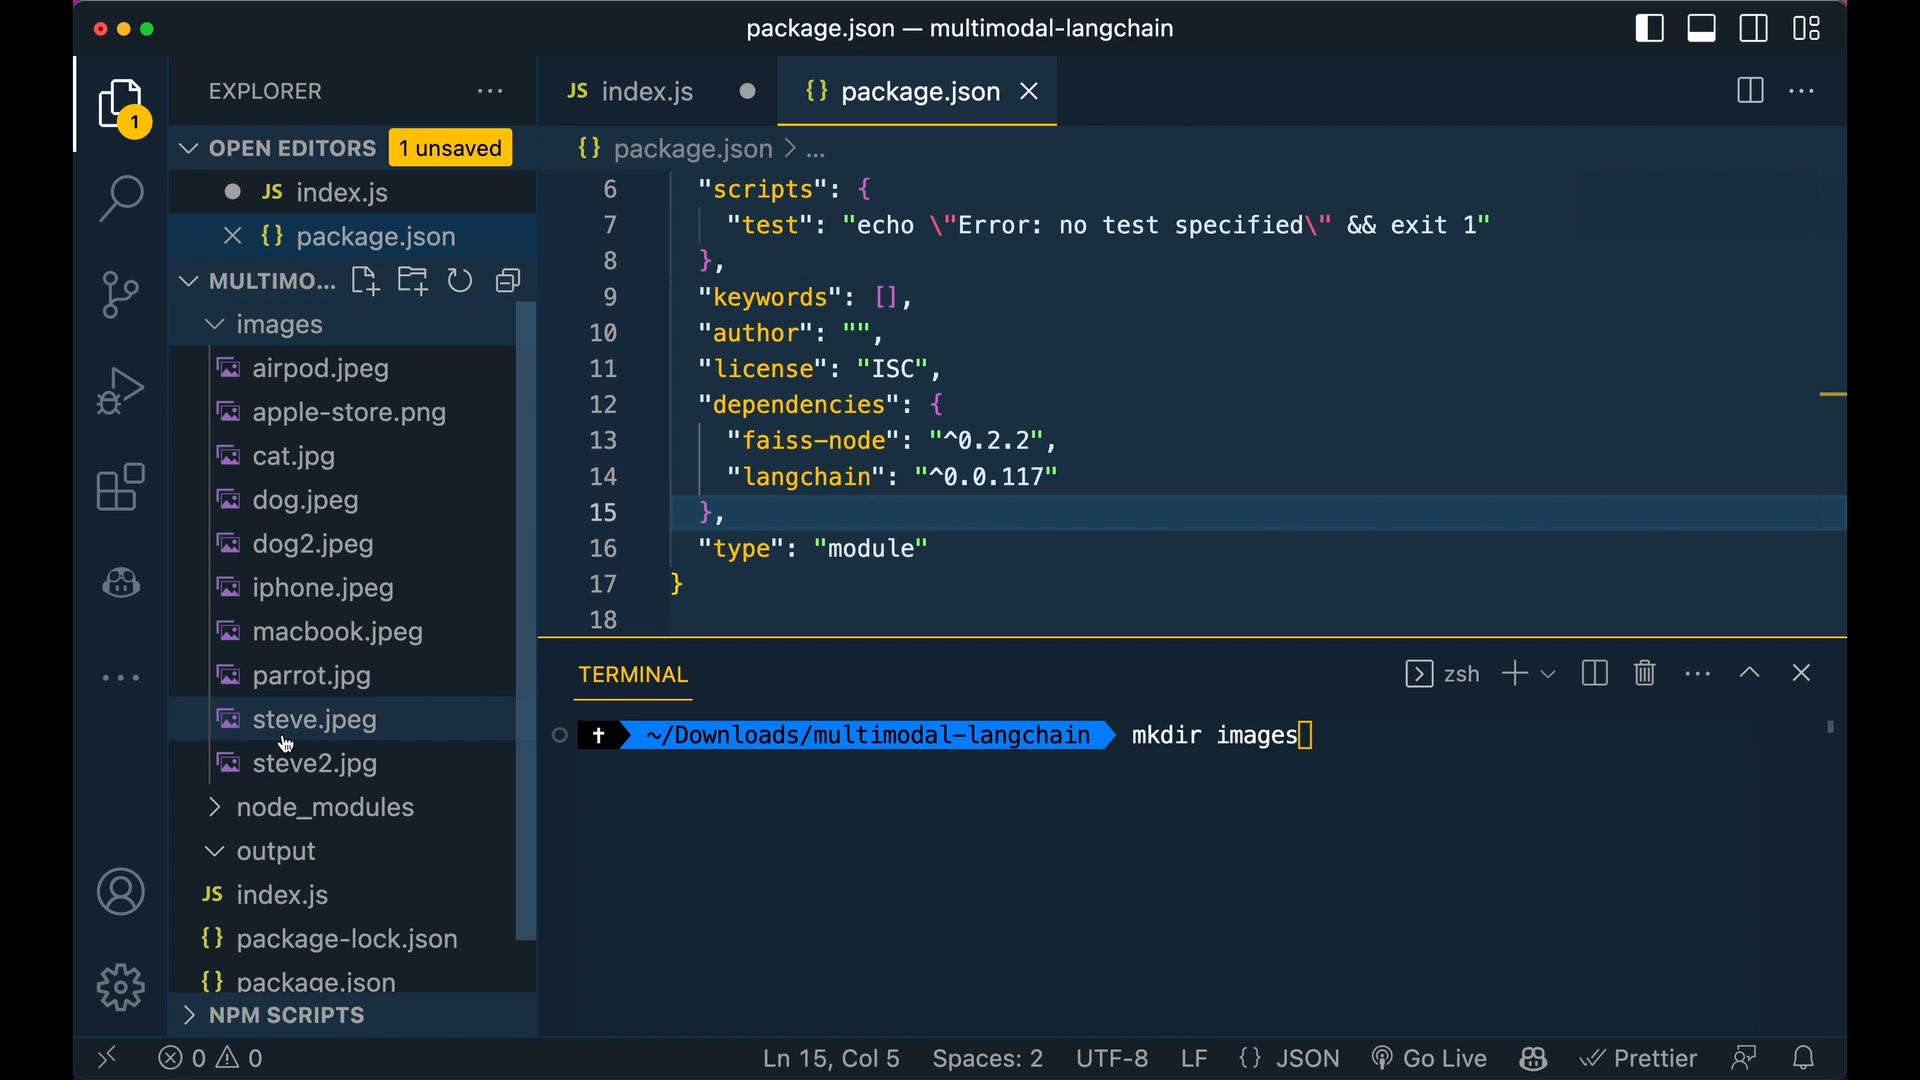 package.json — multimodal-langchain
1
EXPLORER
OPEN EDITORS 1 unsaved
JS index.js
{} package.json
MULTIMO...
images
airpod.jpeg
apple-store.png
cat.jpg
dog.jpeg
dog2.jpeg
iphone.jpeg
macbook.jpeg
parrot.jpg
steve.jpeg
steve2.jpg
node_modules
output
JS index.js
{} package-lock.json
{} package.json
NPM SCRIPTS
JS index.js
{} package.json
{} package.json > ...
6 "scripts": {
7 "test": "echo \"Error: no test specified\" && exit 1"
8 },
9 "keywords": [],
10 "author": "",
11 "license": "ISC",
12 "dependencies": {
13 "faiss-node": "^0.2.2",
14 "langchain": "^0.0.117"
15 },
16 "type": "module"
17 }
18
TERMINAL
zsh
~/Downloads/multimodal-langchain mkdir images
0 0
Ln 15, Col 5 Spaces: 2 UTF-8 LF {} JSON Go Live Prettier